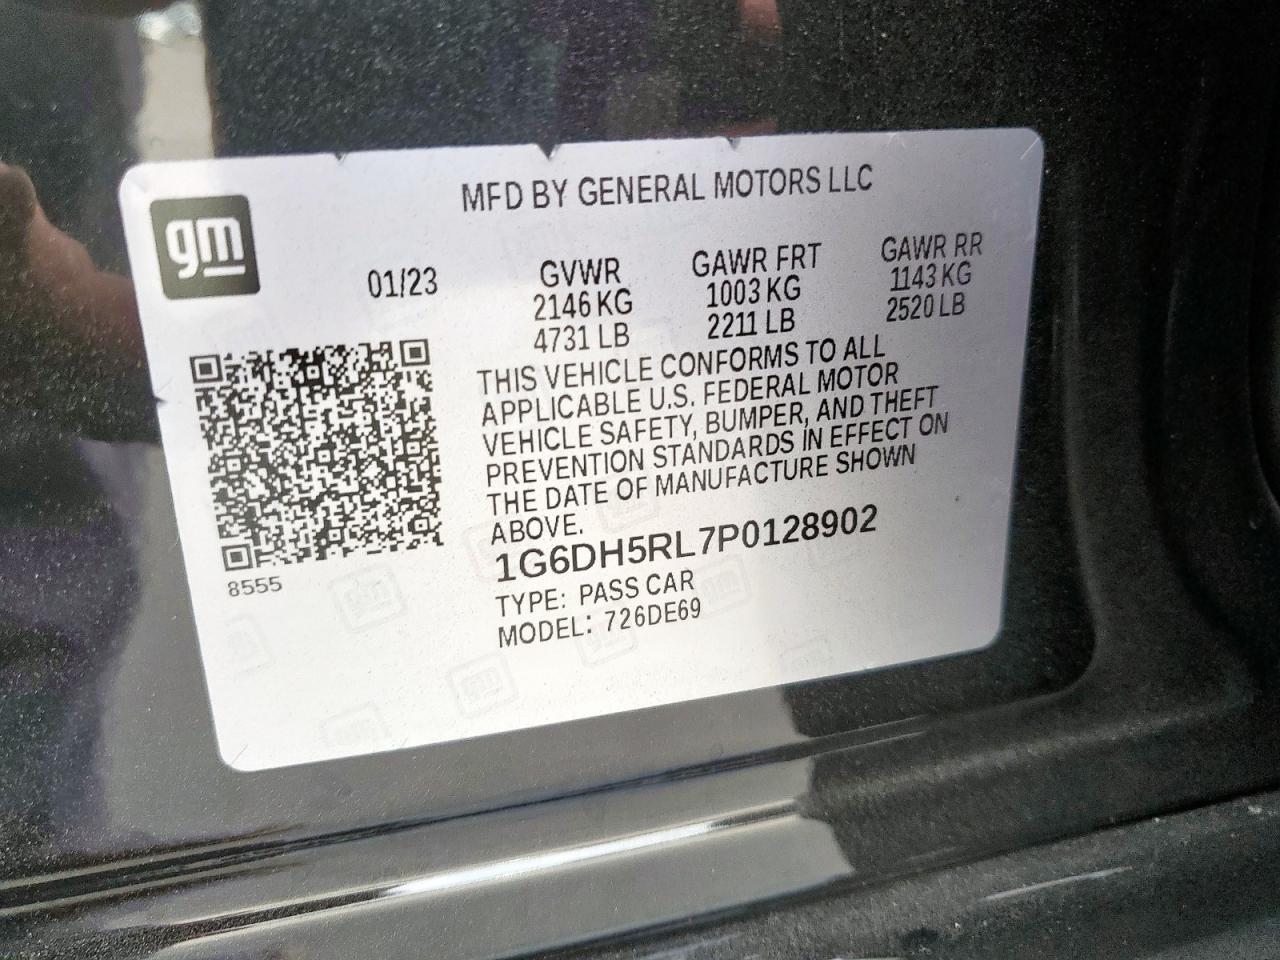 MFD BY GENERAL MOTORS LLC
gm
01/23
GVWR
2146 KG
4731 LB
GAWR FRT
1003 KG
2211 LB
GAWR RR
1143 KG
2520 LB
THIS VEHICLE CONFORMS TO ALL
APPLICABLE U.S. FEDERAL MOTOR
VEHICLE SAFETY, BUMPER, AND THEFT
PREVENTION STANDARDS IN EFFECT ON
THE DATE OF MANUFACTURE SHOWN
ABOVE.
1G6DH5RL7P0128902
TYPE: PASS CAR
MODEL: 726DE69
8555